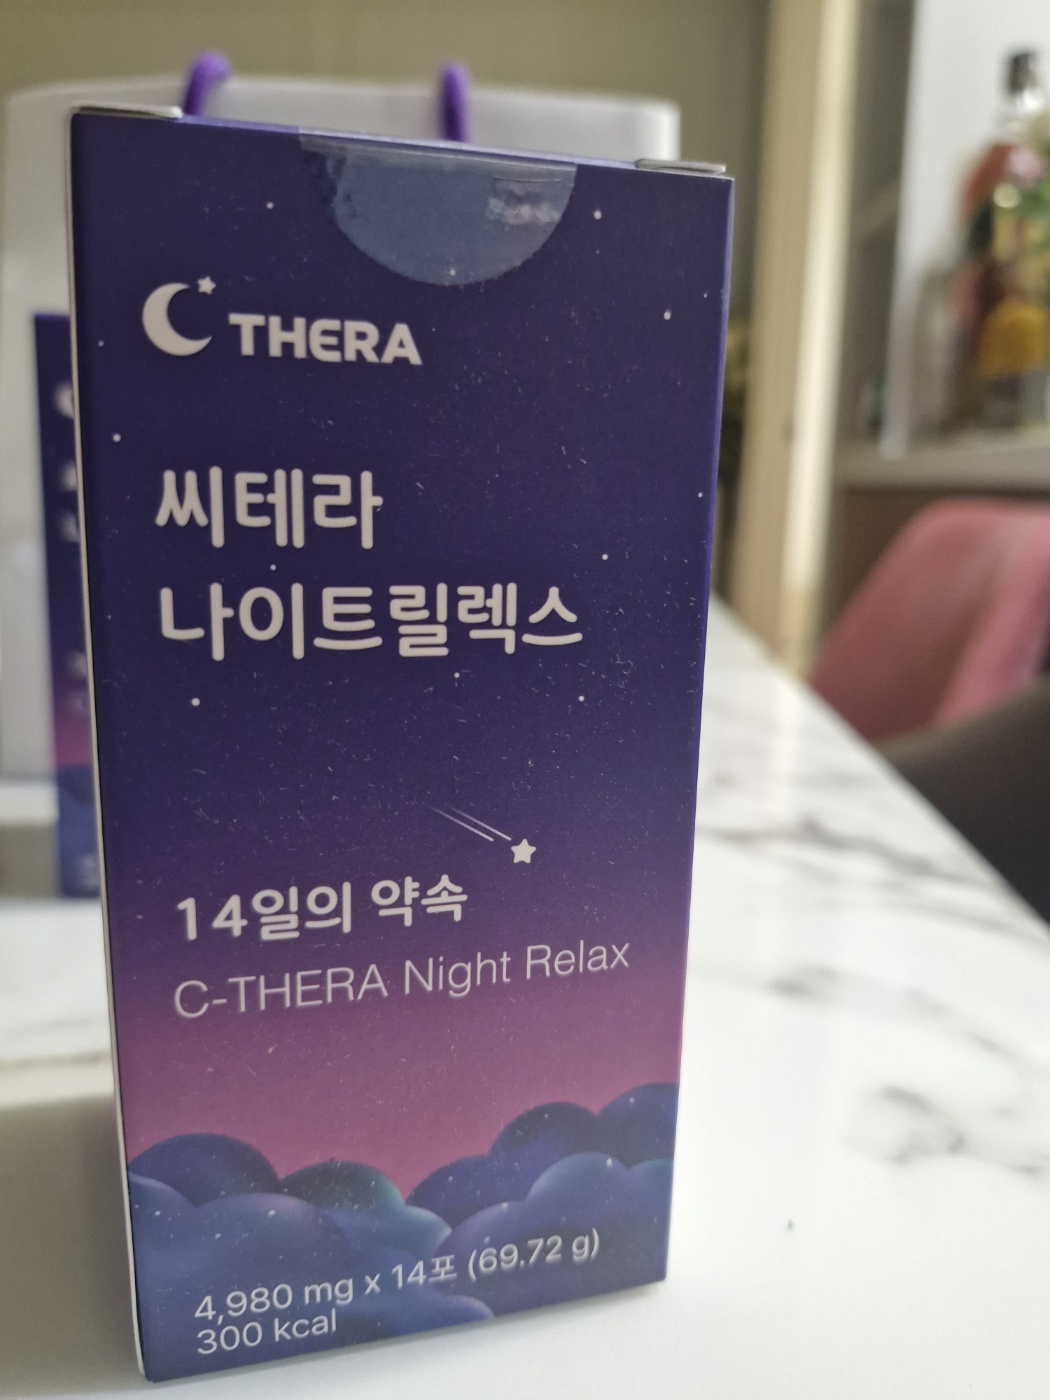 THERA
씨테라
나이트릴렉스
14일의 약속
C-THERA Night Relax
4,980 mg x 14포 (69.72 g)
300 kcal